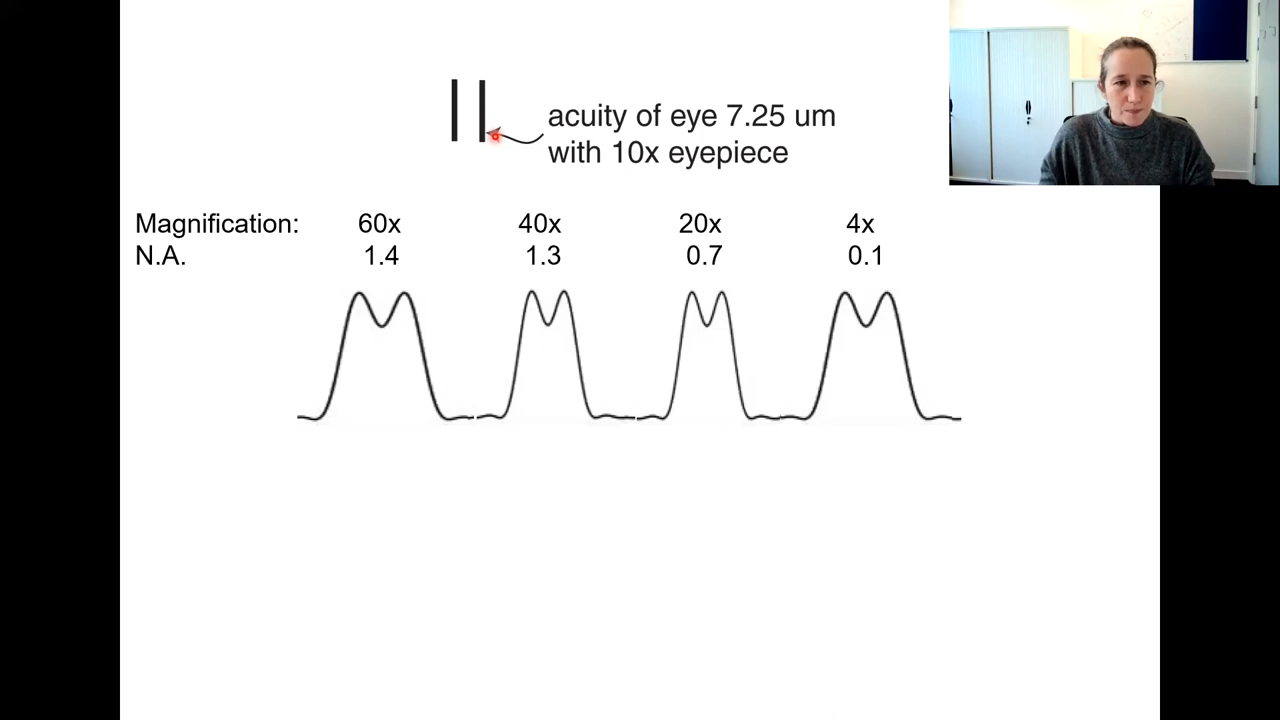 acuity of eye 7.25 um
with 10x eyepiece
Magnification: 60x 40x 20x 4x
N.A. 1.4 1.3 0.7 0.1